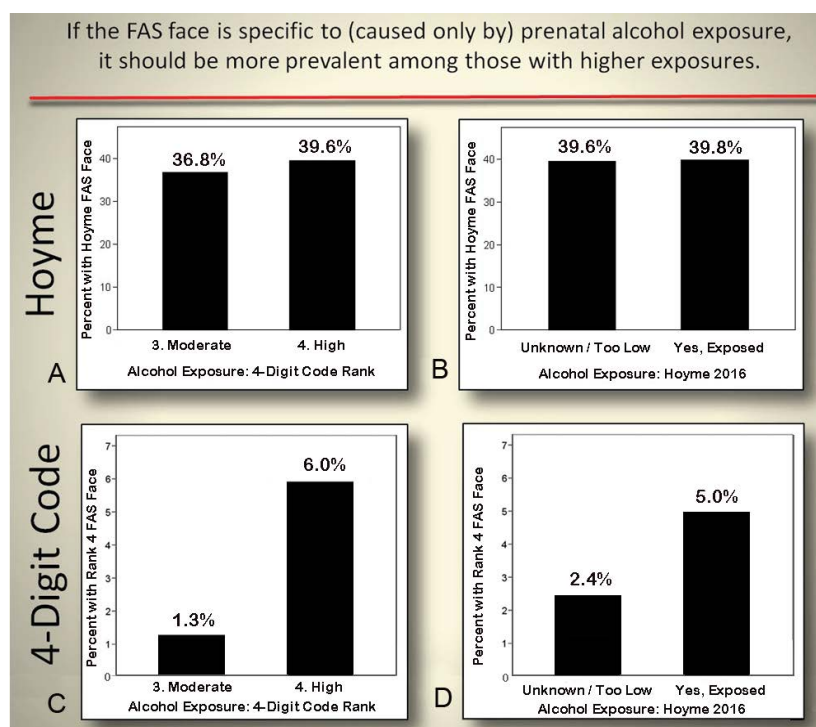 If the FAS face is specific to (caused only by) prenatal alcohol exposure,
it should be more prevalent among those with higher exposures.
Hoyme
Percent with Hoyme FAS Face
40
30
20
10
0
36.8%
39.6%
3. Moderate
4. High
A
Alcohol Exposure: 4-Digit Code Rank
Percent with Hoyme FAS Face
40
30
20
10
0
39.6%
39.8%
Unknown / Too Low
Yes, Exposed
B
Alcohol Exposure: Hoyme 2016
4-Digit Code
Percent with Rank 4 FAS Face
7
6
5
4
3
2
1
0
1.3%
6.0%
3. Moderate
4. High
C
Alcohol Exposure: 4-Digit Code Rank
Percent with Rank 4 FAS Face
7
6
5
4
3
2
1
0
2.4%
5.0%
Unknown / Too Low
Yes, Exposed
D
Alcohol Exposure: Hoyme 2016